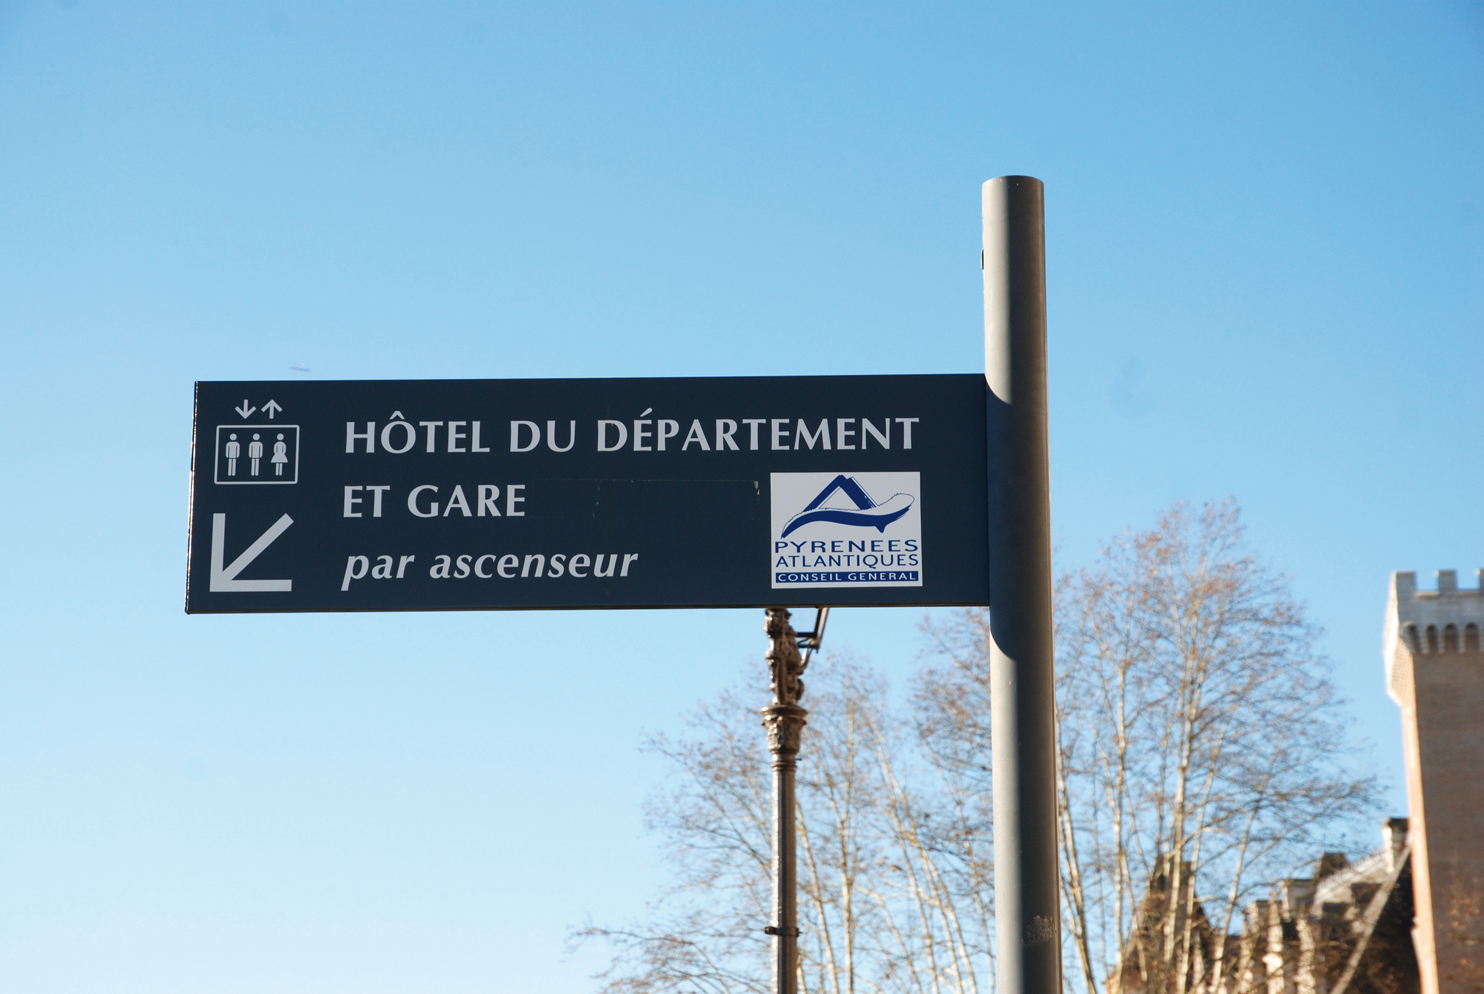 HÔTEL DU DÉPARTEMENT
ET GARE
par ascenseur
PYRENEES
ATLANTIQUES
CONSEIL GENERAL